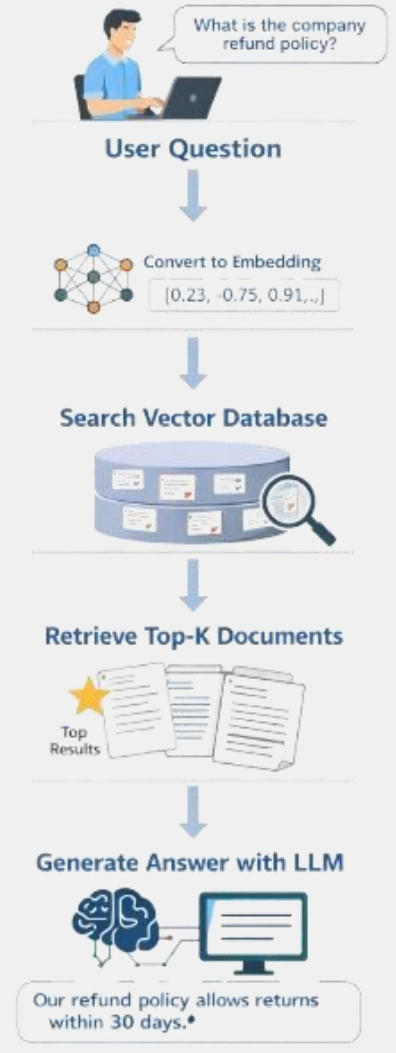 What is the company
refund policy?
User Question
Convert to Embedding
[0.23, -0.75, 0.91,.,]
Search Vector Database
Retrieve Top-K Documents
Top
Results
Generate Answer with LLM
Our refund policy allows returns
within 30 days.•